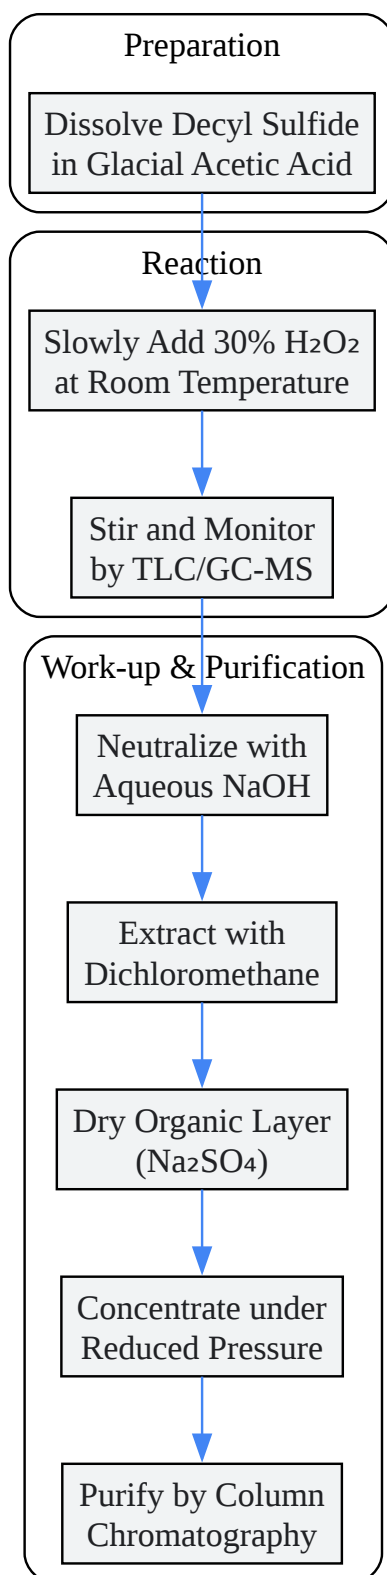 Preparation
Dissolve Decyl Sulfide
in Glacial Acetic Acid
Reaction
Slowly Add 30% H₂O₂
at Room Temperature
Stir and Monitor
by TLC/GC-MS
Work-up & Purification
Neutralize with
Aqueous NaOH
Extract with
Dichloromethane
Dry Organic Layer
(Na₂SO₄)
Concentrate under
Reduced Pressure
Purify by Column
Chromatography